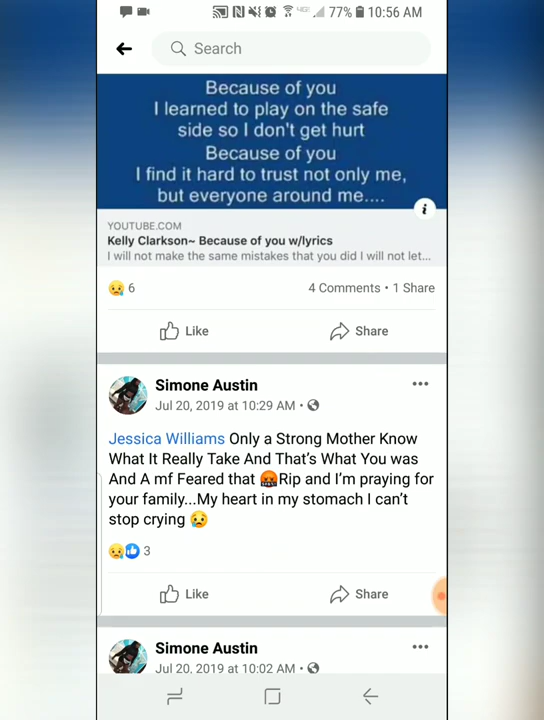 77% 10:56 AM
Search
Because of you
I learned to play on the safe
side so I don't get hurt
Because of you
I find it hard to trust not only me,
but everyone around me....
YOUTUBE.COM
Kelly Clarkson~ Because of you w/lyrics
I will not make the same mistakes that you did I will not let...
6
4 Comments • 1 Share
Like
Share
Simone Austin
Jul 20, 2019 at 10:29 AM •
Jessica Williams Only a Strong Mother Know
What It Really Take And That's What You was
And A mf Feared that 🤬Rip and I'm praying for
your family...My heart in my stomach I can't
stop crying 😢
3
Like
Share
Simone Austin
Jul 20, 2019 at 10:02 AM •